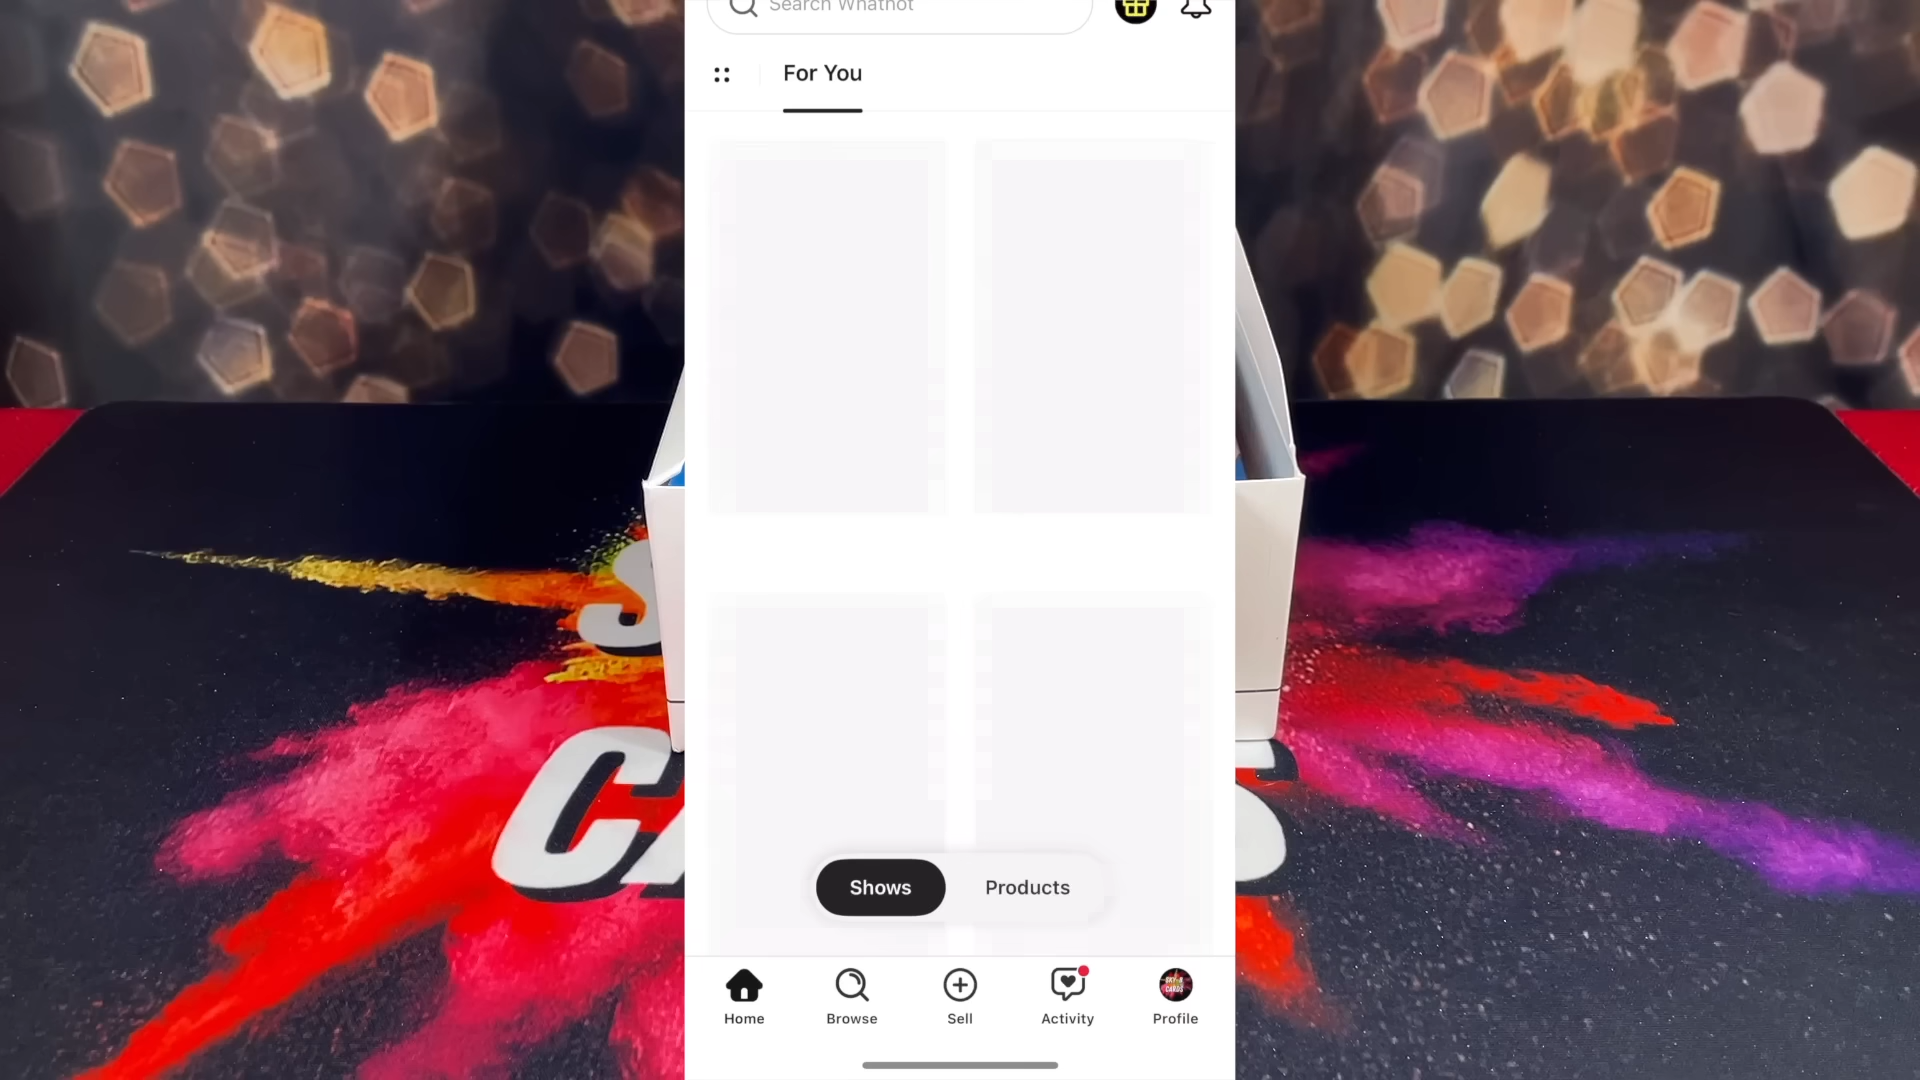 Search Whatnot
For You
Shows
Products
Home
Browse
Sell
Activity
Profile